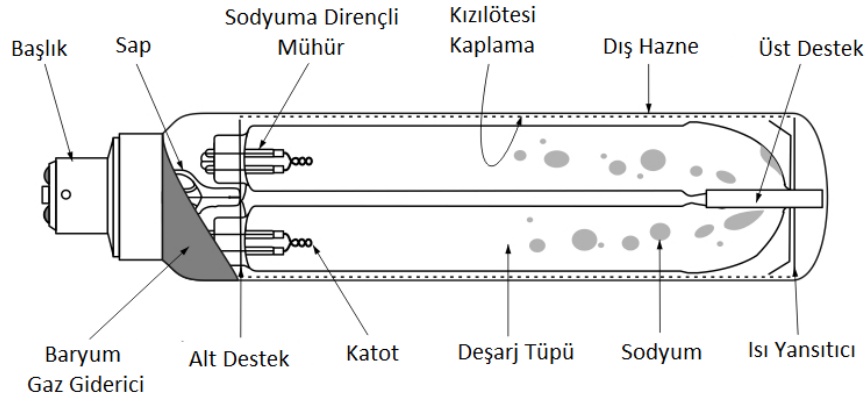 Başlık
Sap
Sodyuma Dirençli
Mühür
Kızılötesi
Kaplama
Dış Hazne
Üst Destek
Baryum
Gaz Giderici
Alt Destek
Katot
Deşarj Tüpü
Sodyum
Isı Yansıtıcı